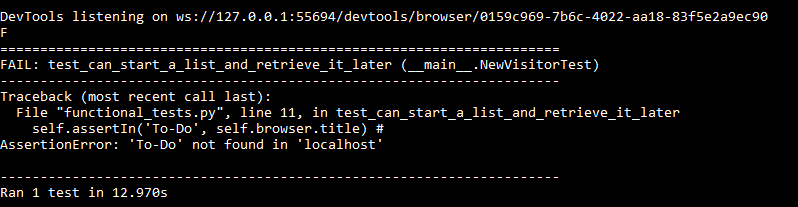 DevTools listening on ws://127.0.0.1:55694/devtools/browser/0159c969-7b6c-4022-aa18-83f5e2a9ec90
F
======================================================================
FAIL: test_can_start_a_list_and_retrieve_it_later (__main__.NewVisitorTest)
----------------------------------------------------------------------
Traceback (most recent call last):
  File "functional_tests.py", line 11, in test_can_start_a_list_and_retrieve_it_later
    self.assertIn('To-Do', self.browser.title) #
AssertionError: 'To-Do' not found in 'localhost'

----------------------------------------------------------------------
Ran 1 test in 12.970s